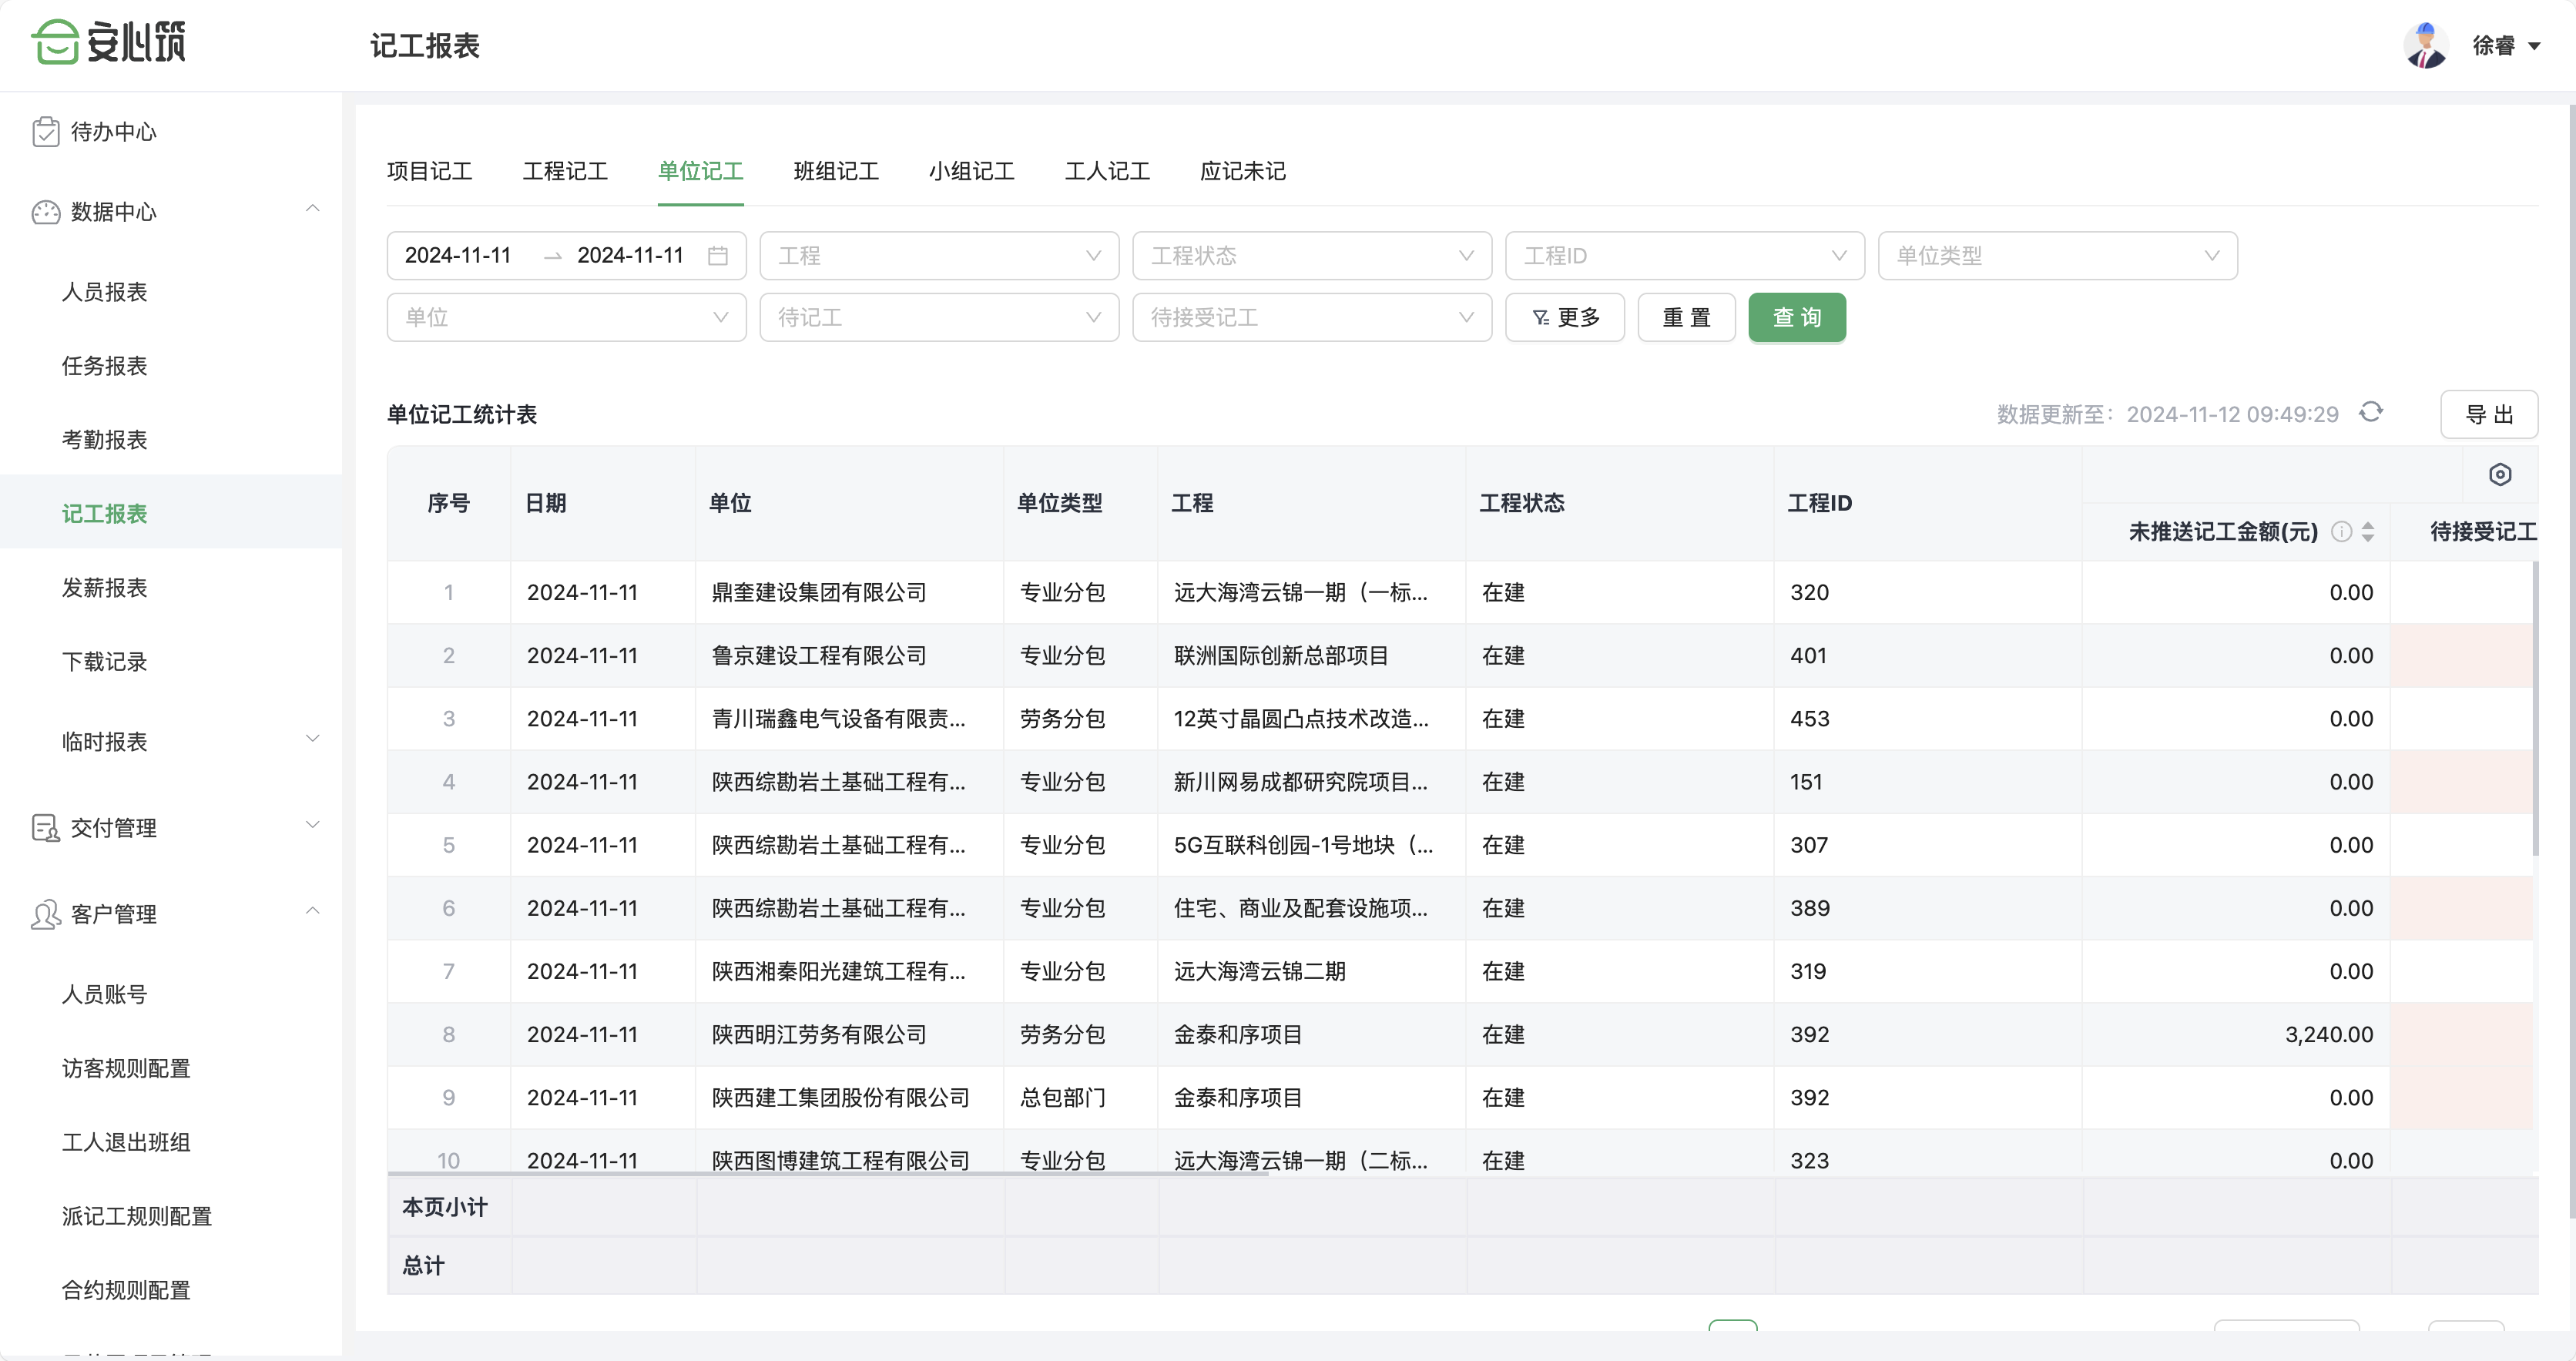 安心筑
记工报表
徐睿
待办中心
数据中心
人员报表
任务报表
考勤报表
记工报表
发薪报表
下载记录
临时报表
交付管理
客户管理
人员账号
访客规则配置
工人退出班组
派记工规则配置
合约规则配置
项目记工 工程记工 单位记工 班组记工 小组记工 工人记工 应记未记
2024-11-11 → 2024-11-11 工程 工程状态 工程ID 单位类型
单位 待记工 待接受记工 更多 重 置 查 询
单位记工统计表 数据更新至：2024-11-12 09:49:29 导 出
序号 日期 单位 单位类型 工程 工程状态 工程ID 未推送记工金额(元) 待接受记工
1 2024-11-11 鼎奎建设集团有限公司 专业分包 远大海湾云锦一期（一标... 在建 320 0.00
2 2024-11-11 鲁京建设工程有限公司 专业分包 联洲国际创新总部项目 在建 401 0.00
3 2024-11-11 青川瑞鑫电气设备有限责... 劳务分包 12英寸晶圆凸点技术改造... 在建 453 0.00
4 2024-11-11 陕西综勘岩土基础工程有... 专业分包 新川网易成都研究院项目... 在建 151 0.00
5 2024-11-11 陕西综勘岩土基础工程有... 专业分包 5G互联科创园-1号地块（... 在建 307 0.00
6 2024-11-11 陕西综勘岩土基础工程有... 专业分包 住宅、商业及配套设施项... 在建 389 0.00
7 2024-11-11 陕西湘秦阳光建筑工程有... 专业分包 远大海湾云锦二期 在建 319 0.00
8 2024-11-11 陕西明江劳务有限公司 劳务分包 金泰和序项目 在建 392 3,240.00
9 2024-11-11 陕西建工集团股份有限公司 总包部门 金泰和序项目 在建 392 0.00
10 2024-11-11 陕西图博建筑工程有限公司 专业分包 远大海湾云锦一期（二标... 在建 323 0.00
本页小计
总计